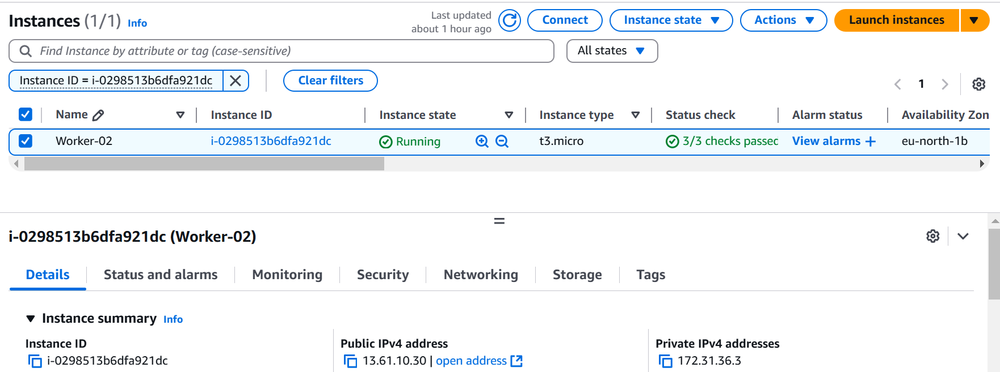 Instances (1/1) Info
Last updated
about 1 hour ago
Connect
Instance state
Actions
Launch instances
Find Instance by attribute or tag (case-sensitive)
All states
Instance ID = i-0298513b6dfa921dc
Clear filters
1
Name Instance ID Instance state Instance type Status check Alarm status Availability Zon
Worker-02 i-0298513b6dfa921dc Running t3.micro 3/3 checks passed View alarms + eu-north-1b
i-0298513b6dfa921dc (Worker-02)
Details Status and alarms Monitoring Security Networking Storage Tags
Instance summary Info
Instance ID Public IPv4 address Private IPv4 addresses
i-0298513b6dfa921dc 13.61.10.30 | open address 172.31.36.3